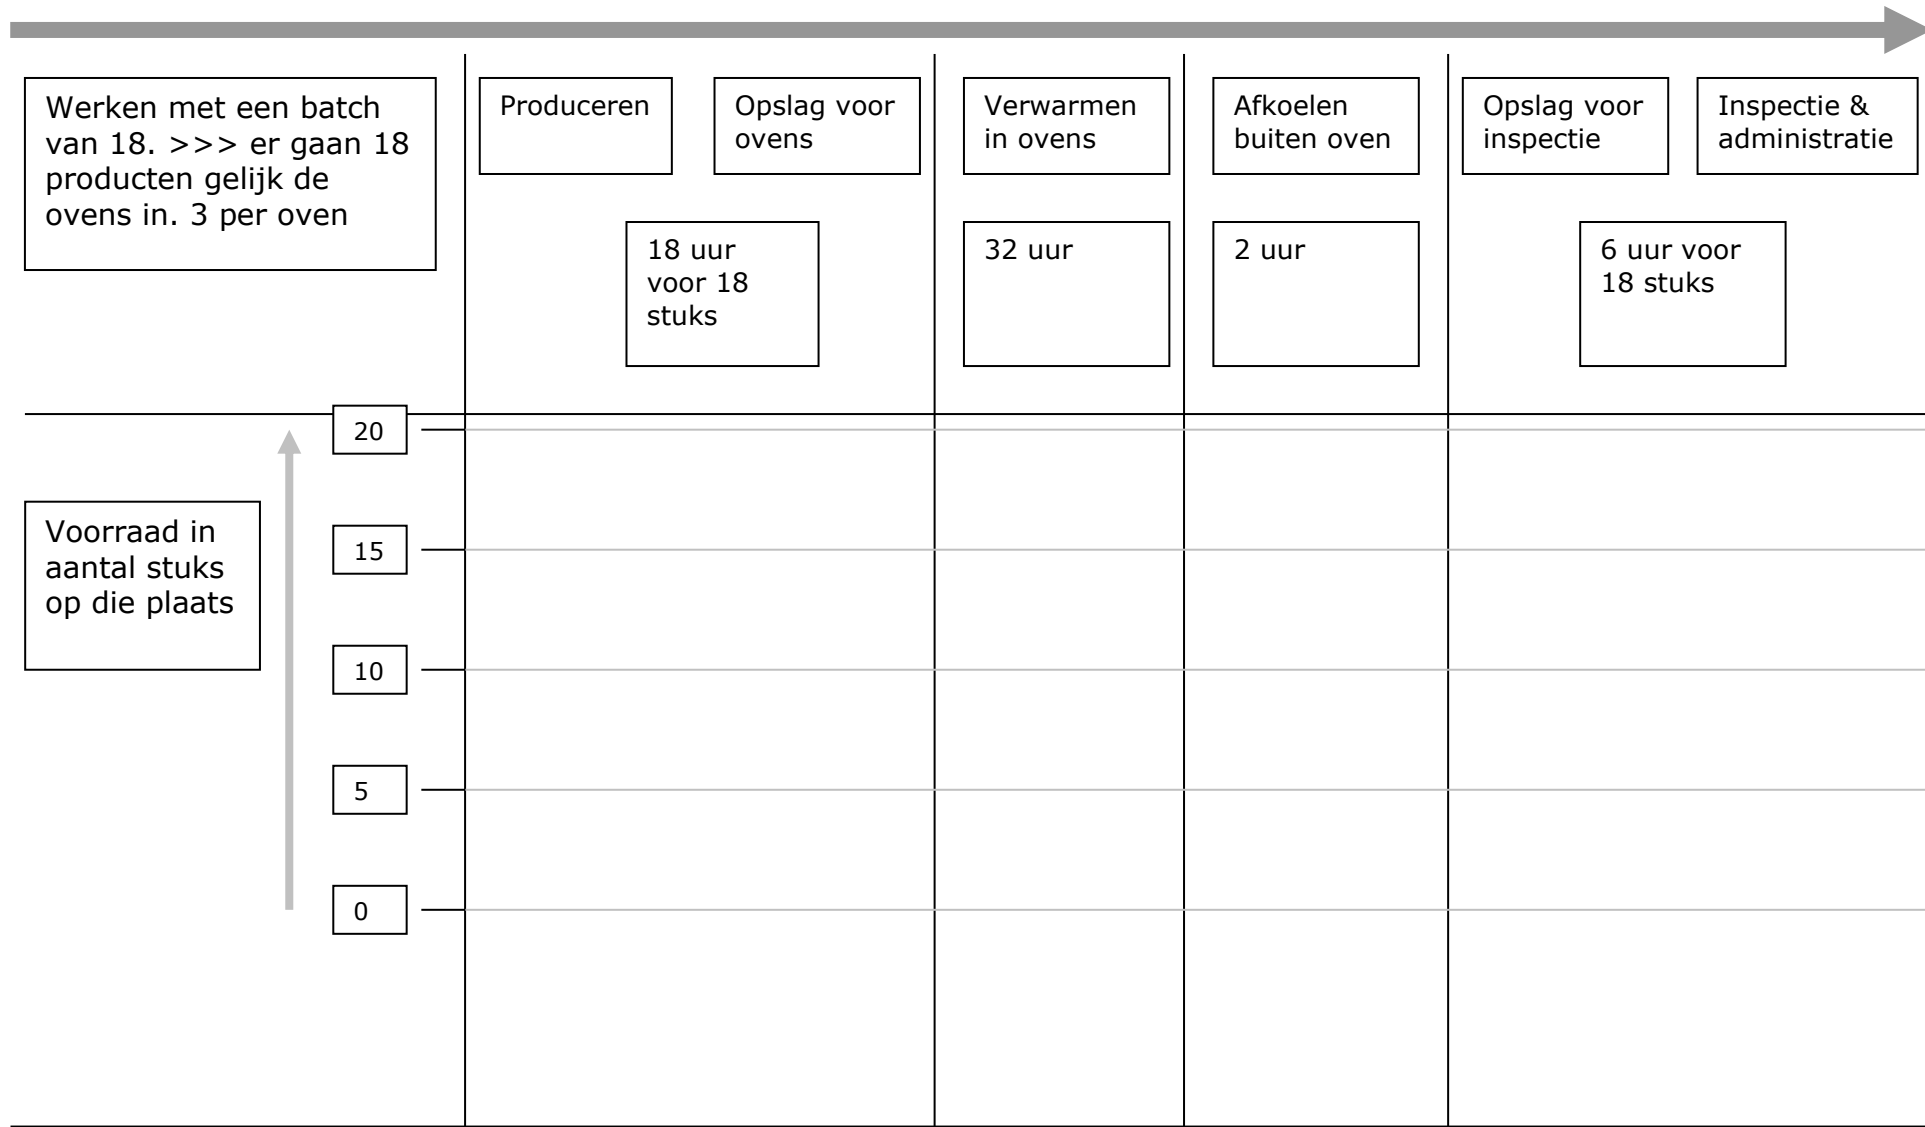 Werken met een batch
van 18. >>> er gaan 18
producten gelijk de
ovens in. 3 per oven
Produceren
Opslag voor
ovens
Verwarmen
in ovens
Afkoelen
buiten oven
Opslag voor
inspectie
Inspectie &
administratie
18 uur
voor 18
stuks
32 uur
2 uur
6 uur voor
18 stuks
20
Voorraad in
aantal stuks
op die plaats
15
10
5
0